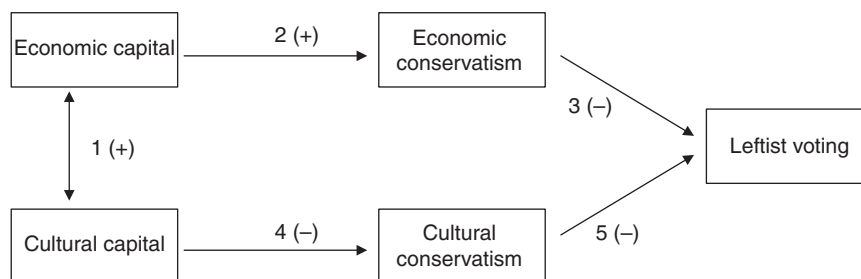 Economic capital
2 (+)
Economic
conservatism
3 (–)
1 (+)
Leftist voting
Cultural capital
4 (–)
Cultural
conservatism
5 (–)